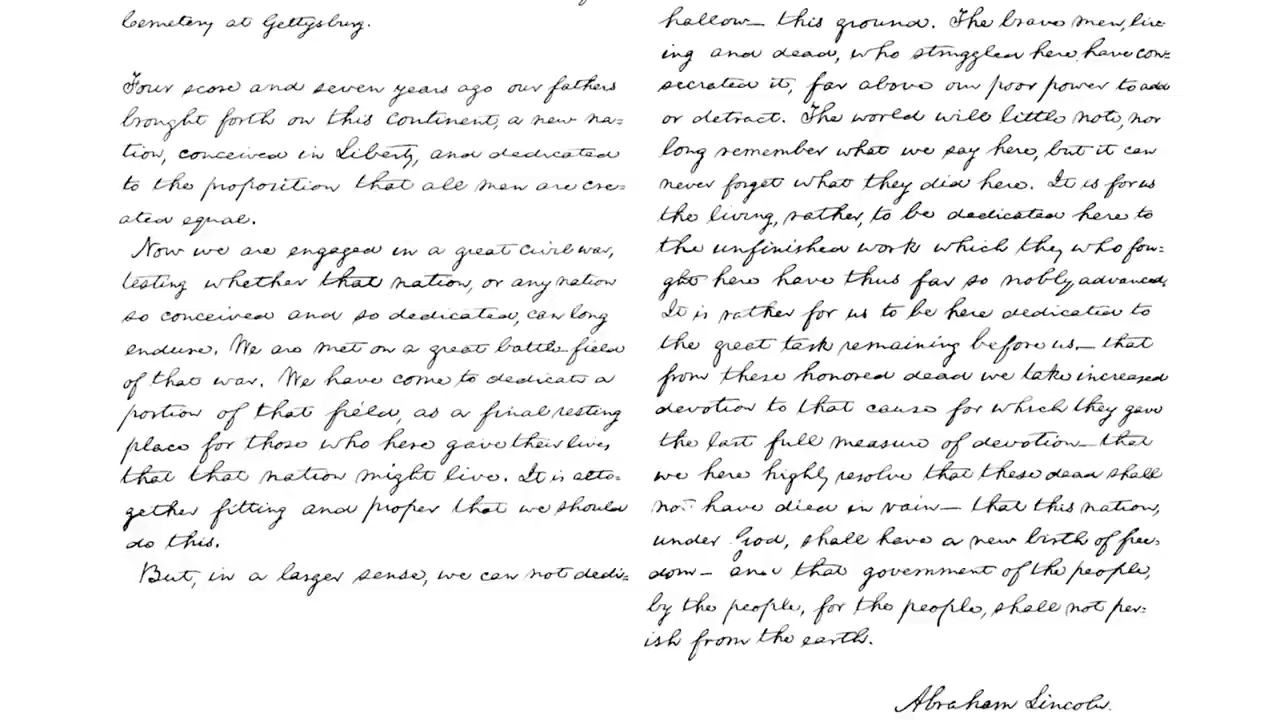 Cemetery at Gettysburg.
Four score and seven years ago our fathers
brought forth on this continent, a new na=
tion, conceived in Liberty, and dedicated
to the proposition that all men are cre=
ated equal.
Now we are engaged in a great civil war,
testing whether that nation, or any nation
so conceived and so dedicated, can long
endure. We are met on a great battle-field
of that war. We have come to dedicate a
portion of that field, as a final resting
place for those who here gave their lives
that that nation might live. It is alto-
gether fitting and proper that we should
do this.
But, in a larger sense, we can not dedi=
hallow— this ground. The brave men, liv-
ing and dead, who struggled here have con=
secrated it, far above our poor power to add
or detract. The world will little note, nor
long remember what we say here, but it can
never forget what they did here. It is for us
the living, rather, to be dedicated here to
the unfinished work which they who fou=
ght here have thus far so nobly advanced.
It is rather for us to be here dedicated to
the great task remaining before us— that
from these honored dead we take increased
devotion to that cause for which they gave
the last full measure of devotion— that
we here highly resolve that these dead shall
not have died in vain— that this nation,
under God, shall have a new birth of free-
dom— and that government of the people,
by the people, for the people, shall not per-
ish from the earth.
Abraham Lincoln.